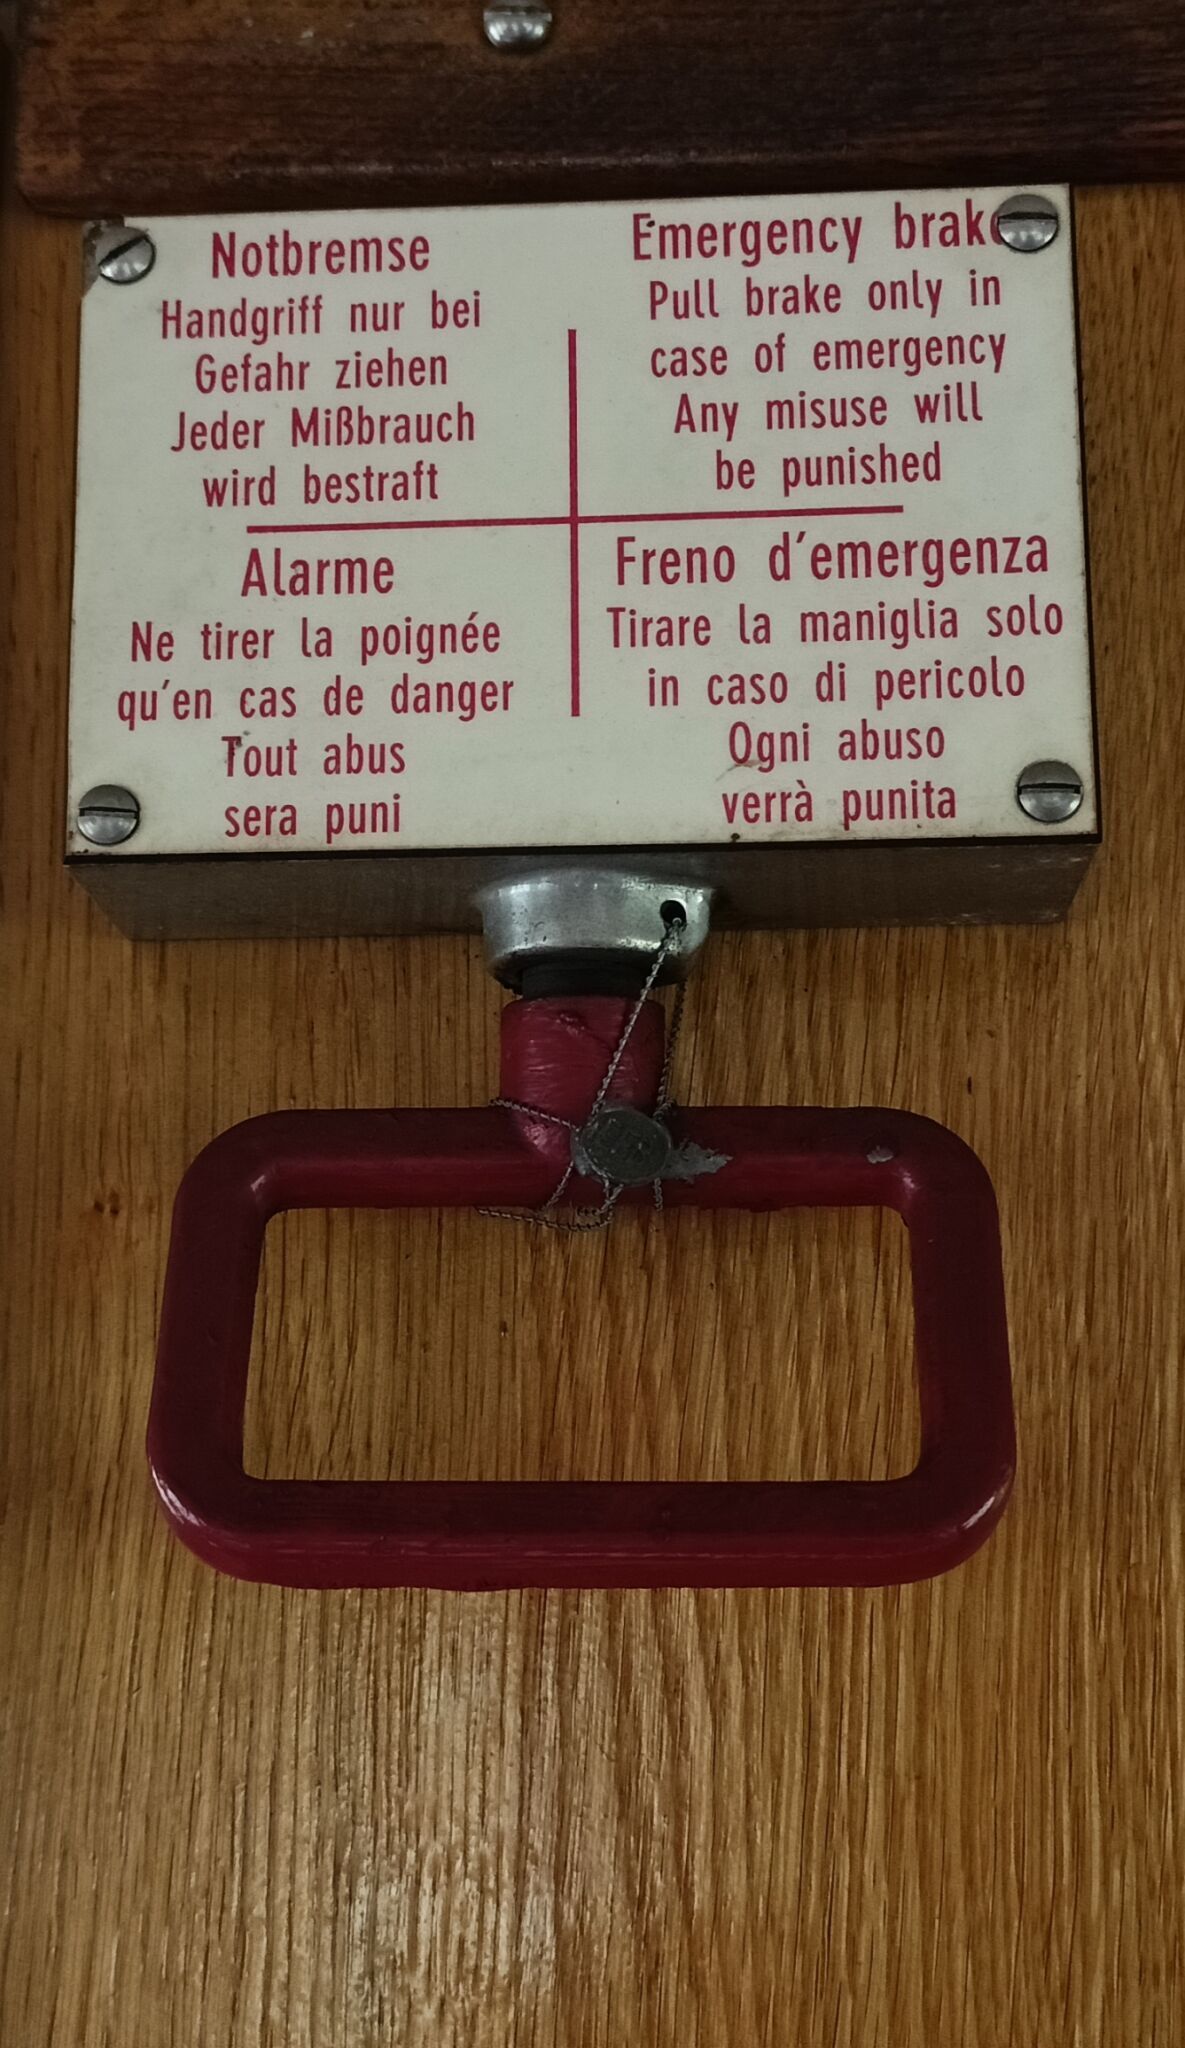 Notbremse
Handgriff nur bei
Gefahr ziehen
Jeder Mißbrauch
wird bestraft
Emergency brake
Pull brake only in
case of emergency
Any misuse will
be punished
Alarme
Ne tirer la poignée
qu'en cas de danger
Tout abus
sera puni
Freno d'emergenza
Tirare la maniglia solo
in caso di pericolo
Ogni abuso
verrà punita